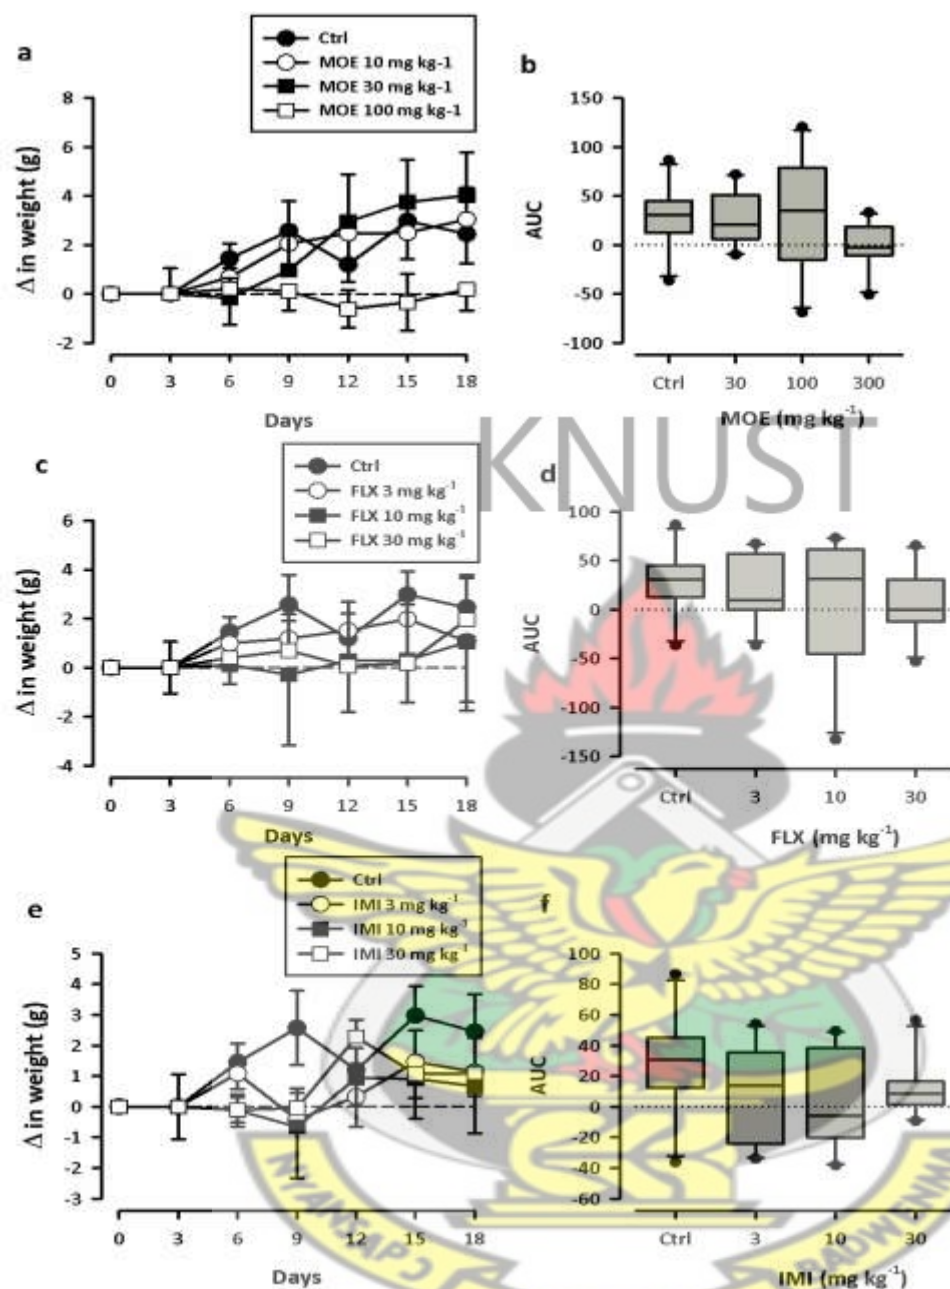 a
Ctrl
MOE 10 mg kg-1
MOE 30 mg kg-1
MOE 100 mg kg-1
8
6
4
2
0
-2
Δ in weight (g)
0 3 6 9 12 15 18
Days
b
150
100
50
0
-50
-100
AUC
Ctrl 30 100 300
MOE (mg kg⁻¹)
KNUST
c
Ctrl
FLX 3 mg kg⁻¹
FLX 10 mg kg⁻¹
FLX 30 mg kg⁻¹
6
4
2
0
-2
-4
Δ in weight (g)
0 3 6 9 12 15 18
Days
d
100
50
0
-50
-100
-150
AUC
Ctrl 3 10 30
FLX (mg kg⁻¹)
e
Ctrl
IMI 3 mg kg⁻¹
IMI 10 mg kg⁻¹
IMI 30 mg kg⁻¹
5
4
3
2
1
0
-1
-2
-3
Δ in weight (g)
0 3 6 9 12 15 18
Days
f
100
80
60
40
20
0
-20
-40
-60
AUC
Ctrl 3 10 30
IMI (mg kg⁻¹)
NYANSAPƆ
BADWENMA